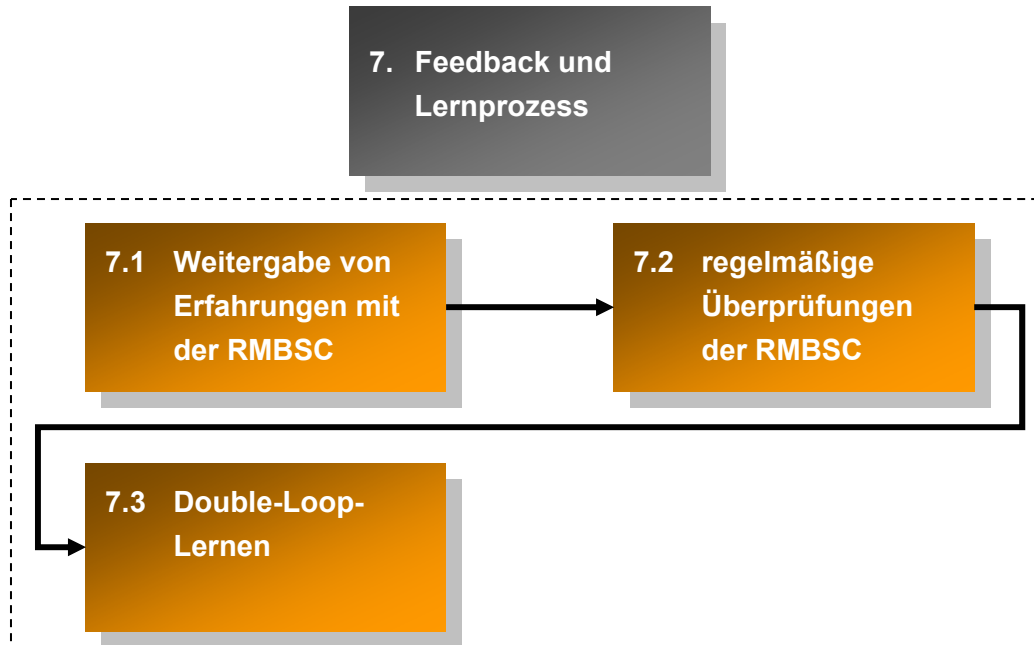 7. Feedback und
Lernprozess
7.1 Weitergabe von
Erfahrungen mit
der RMBSC
7.2 regelmäßige
Überprüfungen
der RMBSC
7.3 Double-Loop-
Lernen